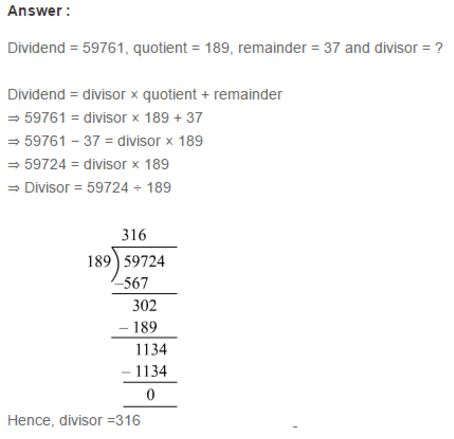 Answer :
Dividend = 59761, quotient = 189, remainder = 37 and divisor = ?
Dividend = divisor × quotient + remainder
⇒ 59761 = divisor × 189 + 37
⇒ 59761 − 37 = divisor × 189
⇒ 59724 = divisor × 189
⇒ Divisor = 59724 ÷ 189
316
189)59724
−567
302
− 189
1134
− 1134
0
Hence, divisor =316